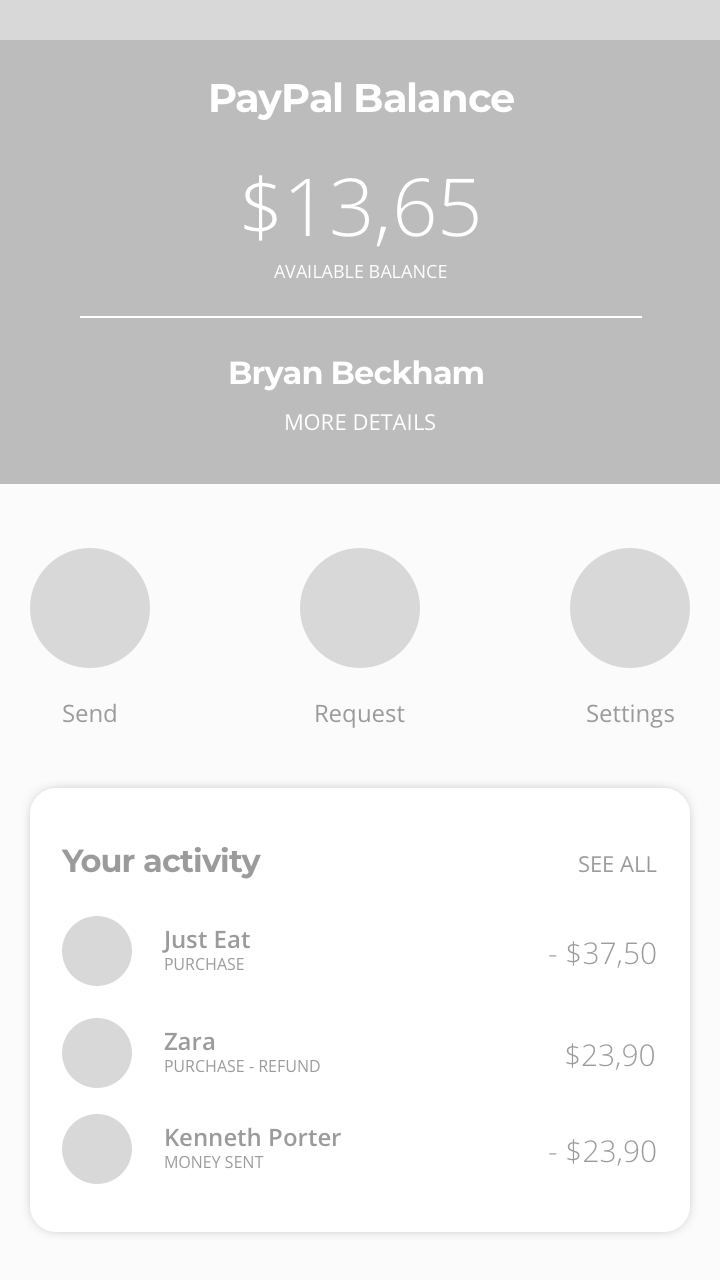 PayPal Balance
$13,65
AVAILABLE BALANCE
Bryan Beckham
MORE DETAILS
Send Request Settings
Your activity SEE ALL
Just Eat
PURCHASE
- $37,50
Zara
PURCHASE - REFUND
$23,90
Kenneth Porter
MONEY SENT
- $23,90